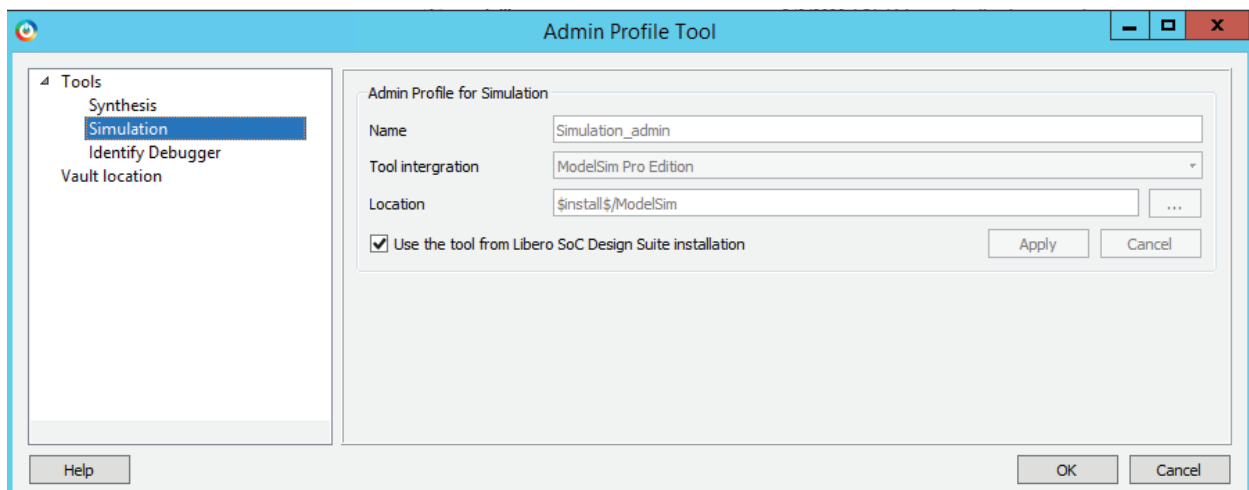 Admin Profile Tool
Tools
Synthesis
Simulation
Identify Debugger
Vault location
Admin Profile for Simulation
Name Simulation_admin
Tool intergration ModelSim Pro Edition
Location $install$/ModelSim ...
Use the tool from Libero SoC Design Suite installation Apply Cancel
Help OK Cancel